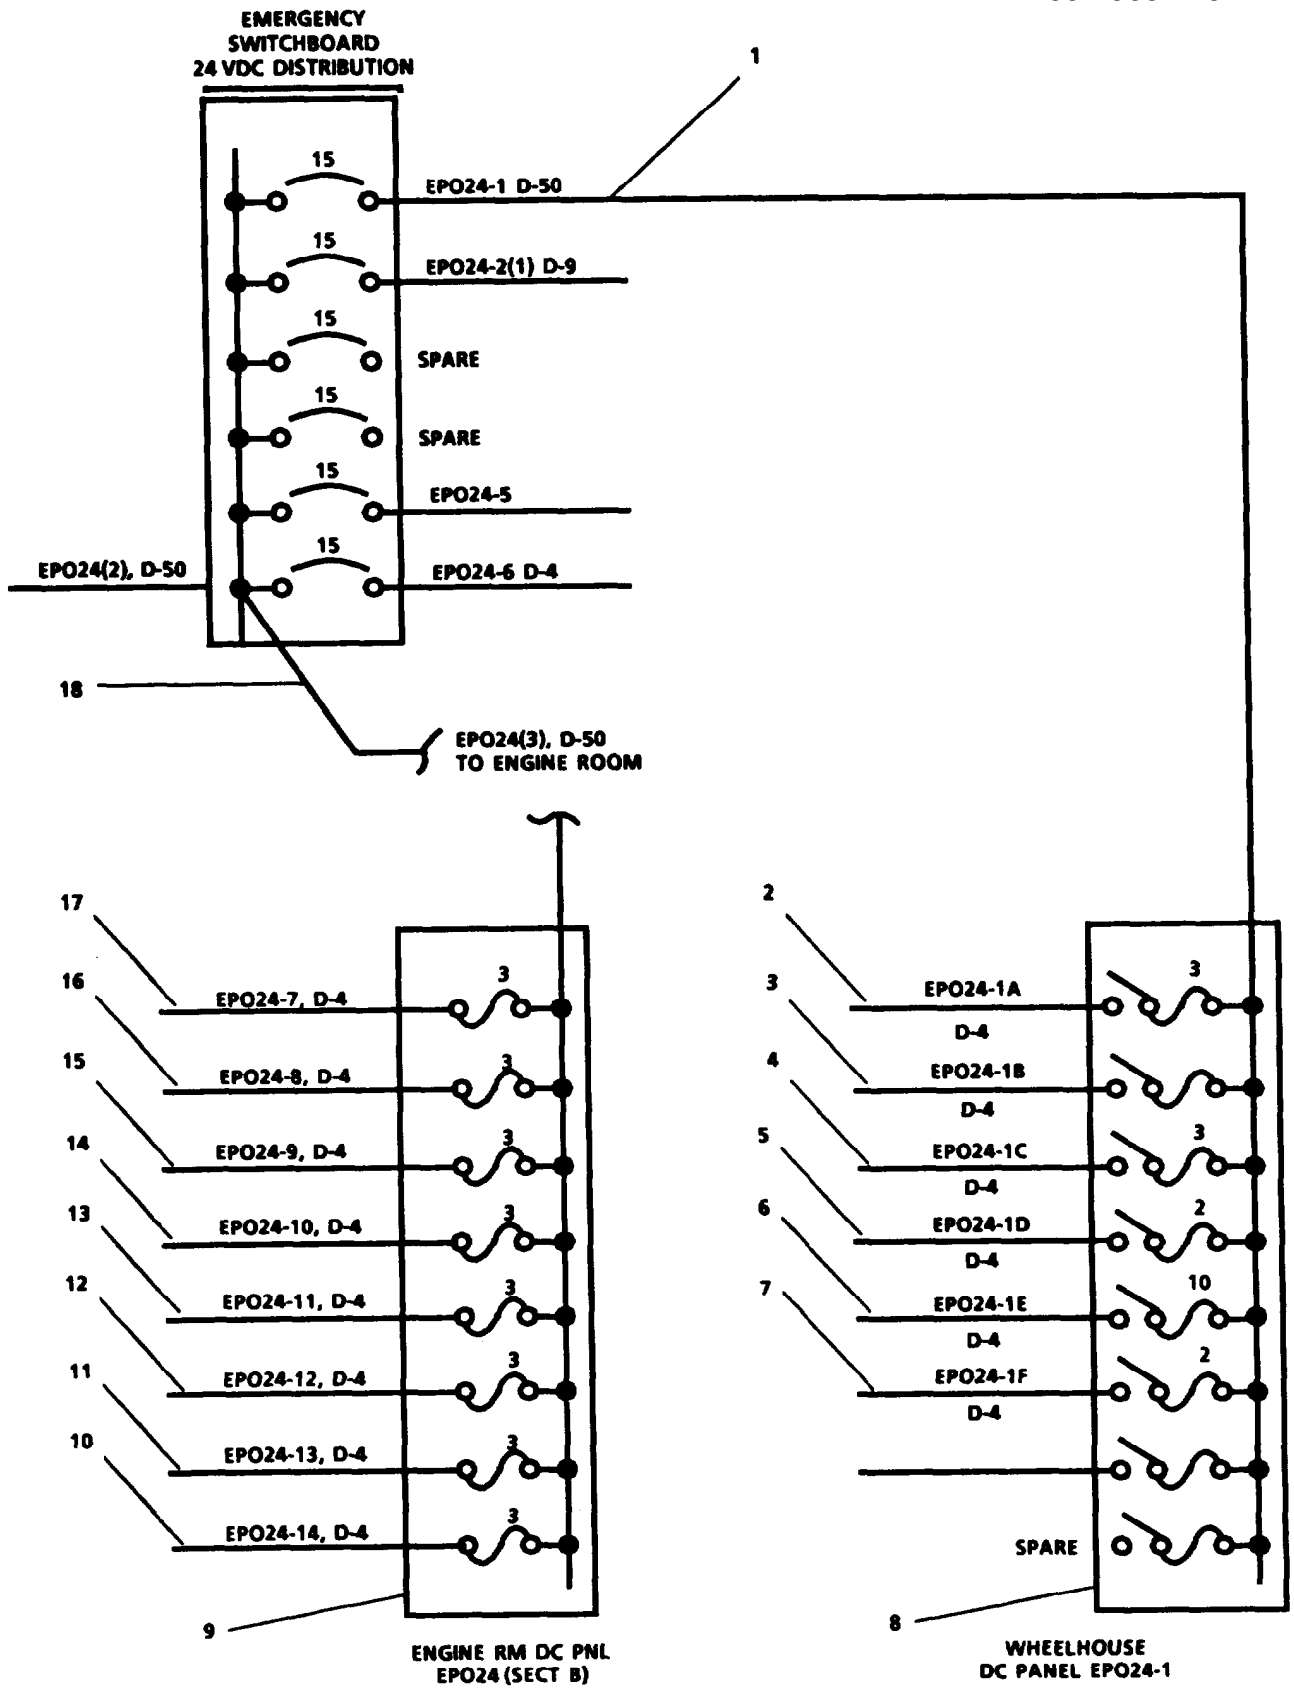 EMERGENCY
SWITCHBOARD
24 VDC DISTRIBUTION
1
15
EPO24-1 D-50
15
EPO24-2(1) D-9
15
SPARE
15
SPARE
15
EPO24-5
15
EPO24(2), D-50
EPO24-6 D-4
18
EPO24(3), D-50
TO ENGINE ROOM
17
3
EPO24-7, D-4
16
3
EPO24-8, D-4
15
3
EPO24-9, D-4
14
3
EPO24-10, D-4
13
3
EPO24-11, D-4
12
3
EPO24-12, D-4
11
3
EPO24-13, D-4
10
3
EPO24-14, D-4
9
ENGINE RM DC PNL
EPO24 (SECT B)
2
3
EPO24-1A
D-4
3
EPO24-1B
D-4
4
3
EPO24-1C
D-4
5
2
EPO24-1D
D-4
6
10
EPO24-1E
D-4
7
2
EPO24-1F
D-4
SPARE
8
WHEELHOUSE
DC PANEL EPO24-1